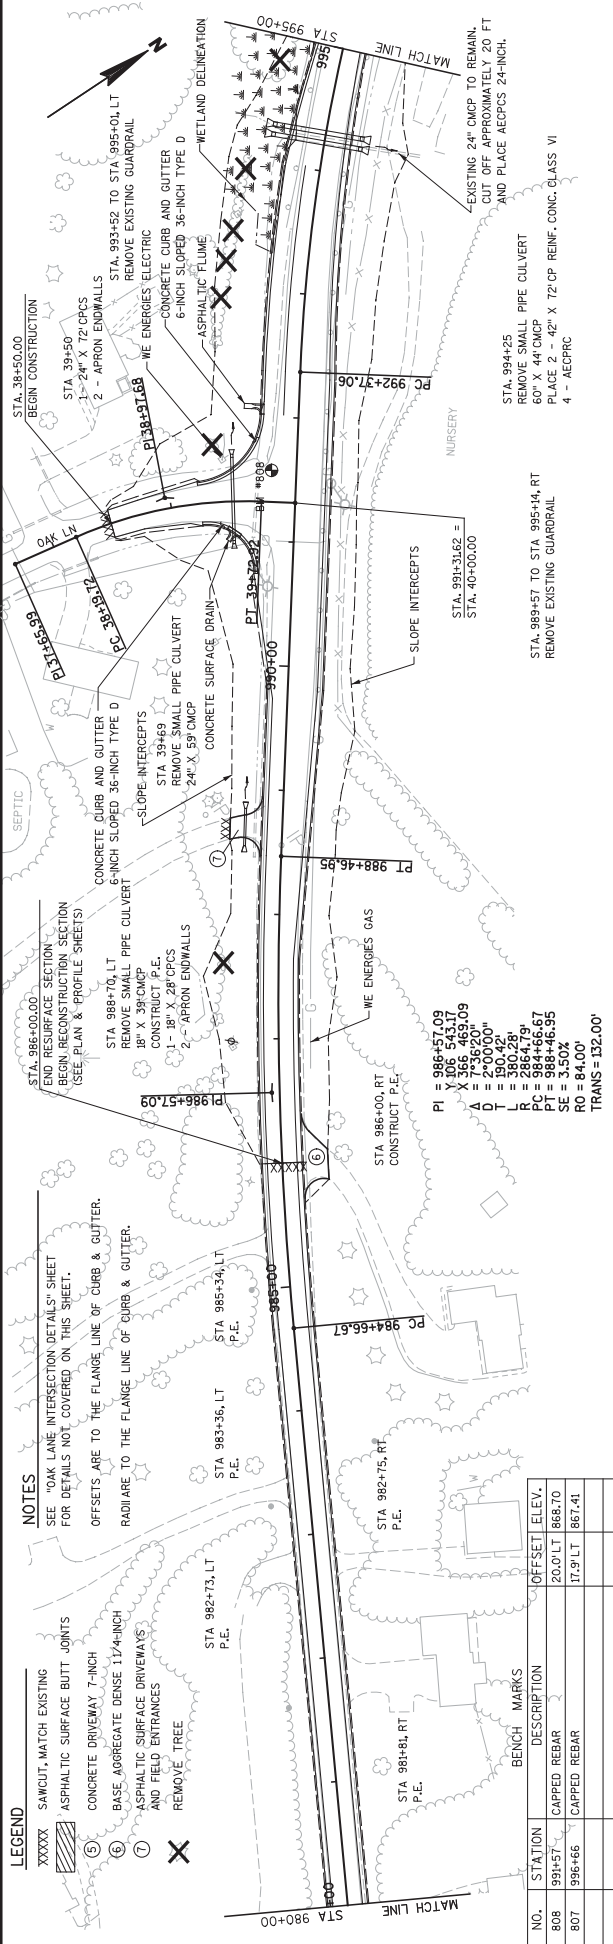 LEGEND
XXXXX SAWCUT, MATCH EXISTING
ASPHALTIC SURFACE BUTT JOINTS
5 CONCRETE DRIVEWAY 7-INCH
6 BASE AGGREGATE DENSE 1 1/4-INCH
7 ASPHALTIC SURFACE DRIVEWAYS
AND FIELD ENTRANCES
REMOVE TREE
NOTES
SEE "OAK LANE INTERSECTION DETAILS" SHEET
FOR DETAILS NOT COVERED ON THIS SHEET.
OFFSETS ARE TO THE FLANGE LINE OF CURB & GUTTER.
RADII ARE TO THE FLANGE LINE OF CURB & GUTTER.
STA. 986+00.00
END RESURFACE SECTION
BEGIN RECONSTRUCTION SECTION
(SEE PLAN & PROFILE SHEETS)
STA 988+70, LT
REMOVE SMALL PIPE CULVERT
18" X 39' CMCP
CONSTRUCT P.E.
1 - 18" X 28' CPCS
2 - APRON ENDWALLS
SEPTIC
CONCRETE CURB AND GUTTER
6-INCH SLOPED 36-INCH TYPE D
SLOPE INTERCEPTS
STA 39+69
REMOVE SMALL PIPE CULVERT
24" X 59' CMCP
CONCRETE SURFACE DRAIN
PI 37+65.99
PC 38+19.72
OAK LN
STA. 38+50.00
BEGIN CONSTRUCTION
STA 39+50
1 - 24" X 72' CPCS
2 - APRON ENDWALLS
PI 38+97.68
STA. 993+52 TO STA 995+01, LT
REMOVE EXISTING GUARDRAIL
WE ENERGIES ELECTRIC
CONCRETE CURB AND GUTTER
6-INCH SLOPED 36-INCH TYPE D
ASPHALTIC FLUME
WETLAND DELINEATION
N
STA 982+73, LT
P.E.
STA 983+36, LT
P.E.
STA 985+34, LT
P.E.
PI 986+57.09
7
PT 39+72.92
BM #808
STA 980+00
MATCH LINE
+00
985+00
990+00
995
STA 995+00
MATCH LINE
PC 984+66.67
6
PT 988+46.95
PC 992+37.06
STA 981+81, RT
P.E.
STA 982+75, RT
P.E.
STA 986+00, RT
CONSTRUCT P.E.
WE ENERGIES GAS
SLOPE INTERCEPTS
STA. 991+31.62 =
STA. 40+00.00
NURSERY
EXISTING 24" CMCP TO REMAIN.
CUT OFF APPROXIMATELY 20 FT
AND PLACE AECPCS 24-INCH.
PI = 986+57.09
Y 106 543.17
X 366 469.09
Δ = 7°36'20"
D = 2°00'00"
T = 190.42'
L = 380.28'
R = 2864.79'
PC = 984+66.67
PT = 988+46.95
SE = 3.50%
RO = 84.00'
TRANS = 132.00'
STA. 989+57 TO STA 995+14, RT
REMOVE EXISTING GUARDRAIL
STA. 994+25
REMOVE SMALL PIPE CULVERT
60" X 44' CMCP
PLACE 2 - 42" X 72' CP REINF. CONC. CLASS VI
4 - AECPRC
BENCH MARKS
NO. STATION DESCRIPTION OFFSET ELEV.
808 991+57 CAPPED REBAR 20.0' LT 868.70
807 996+66 CAPPED REBAR 17.9' LT 867.41